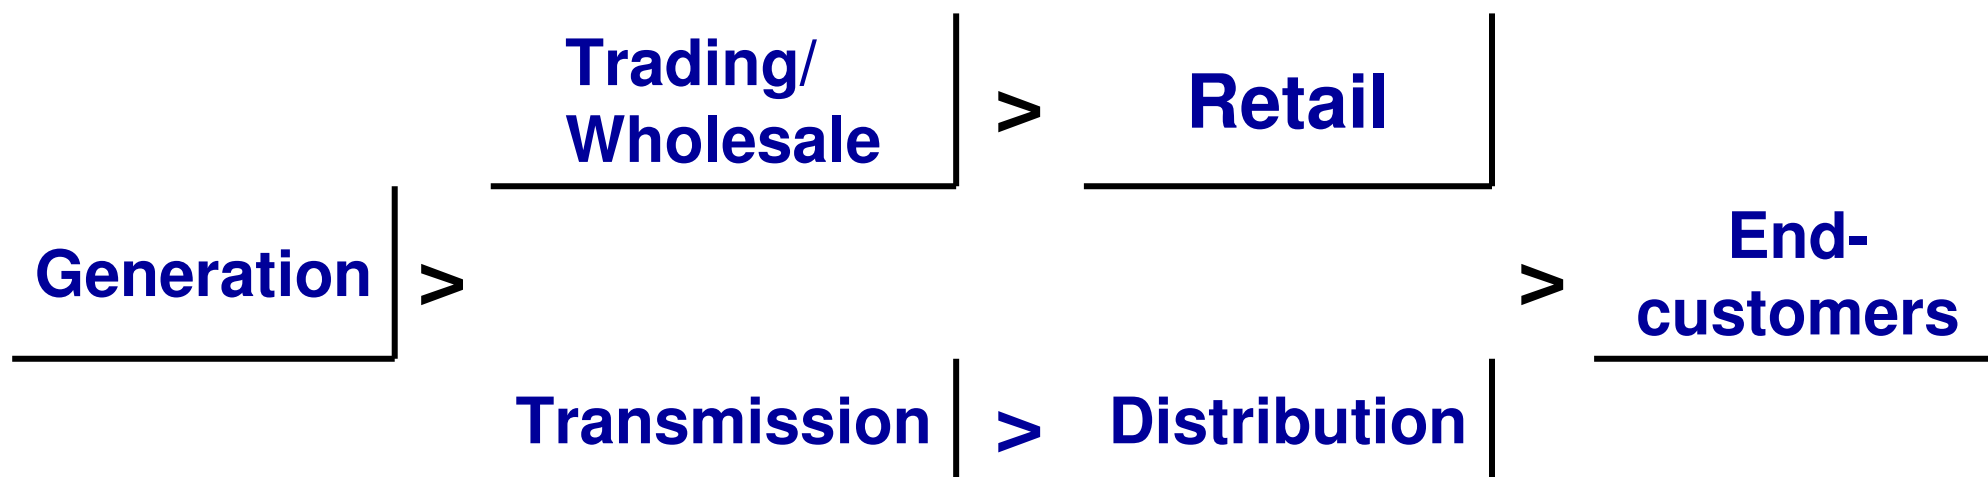 Trading/
Wholesale
>
Retail
Generation
>
>
End-
customers
Transmission
>
Distribution